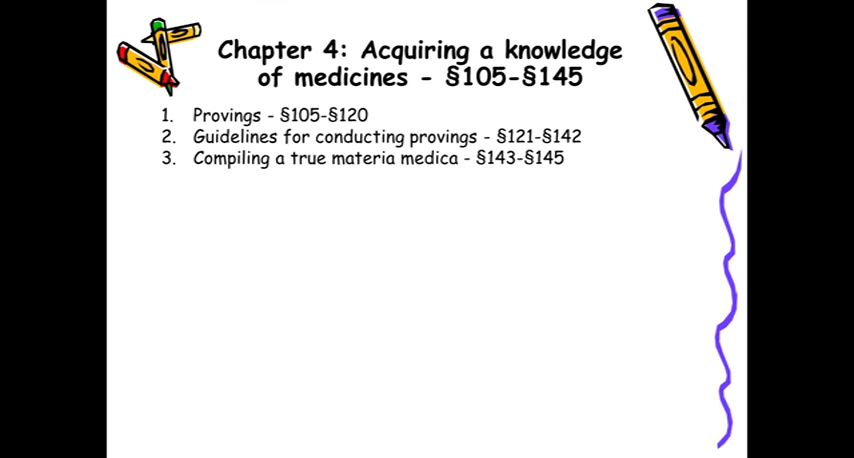 Chapter 4: Acquiring a knowledge
of medicines - §105-§145
1. Provings - §105-§120
2. Guidelines for conducting provings - §121-§142
3. Compiling a true materia medica - §143-§145